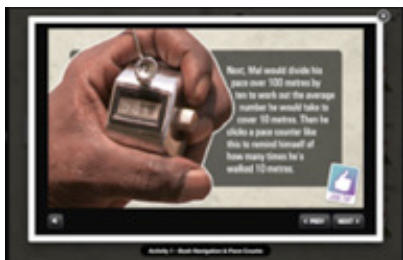 Next, Mal would divide his
pace over 100 metres by
ten to work out the average
number he would take to
cover 10 metres. Then he
clicks a pace counter like
this to remind himself of
how many times he's
walked 10 metres.
PREV
NEXT
Activity 1 - Bush Navigation & Pace Counts